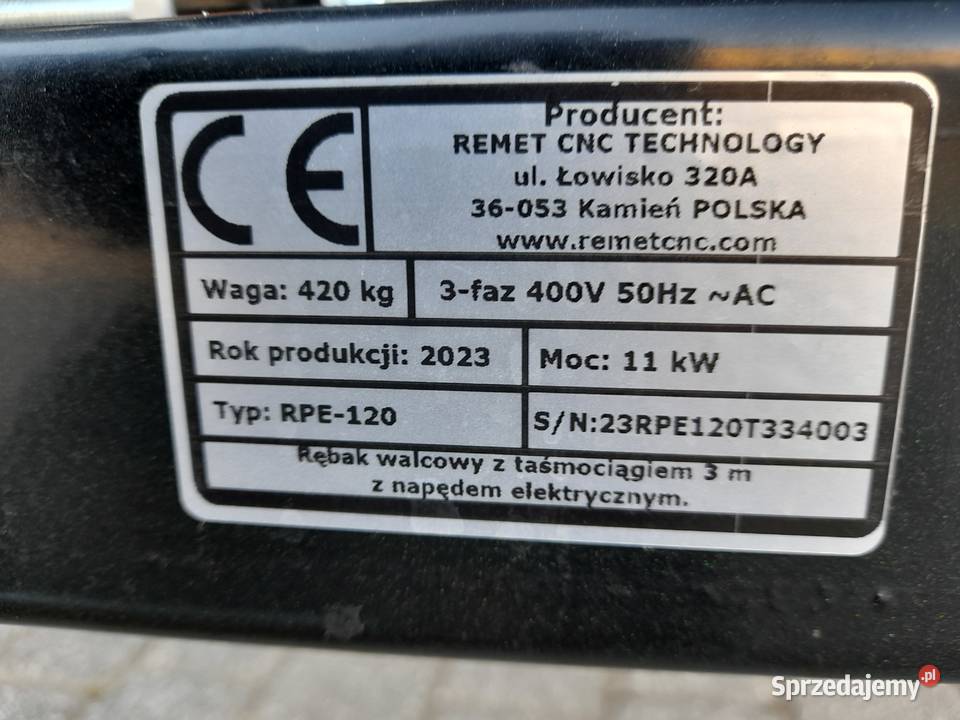 CE
Producent:
REMET CNC TECHNOLOGY
ul. Łowisko 320A
36-053 Kamień POLSKA
www.remetcnc.com
Waga: 420 kg
3-faz 400V 50Hz ~AC
Rok produkcji: 2023
Moc: 11 kW
Typ: RPE-120
S/N:23RPE120T334003
Rębak walcowy z taśmociągiem 3 m
z napędem elektrycznym.
Sprzedajemy.pl